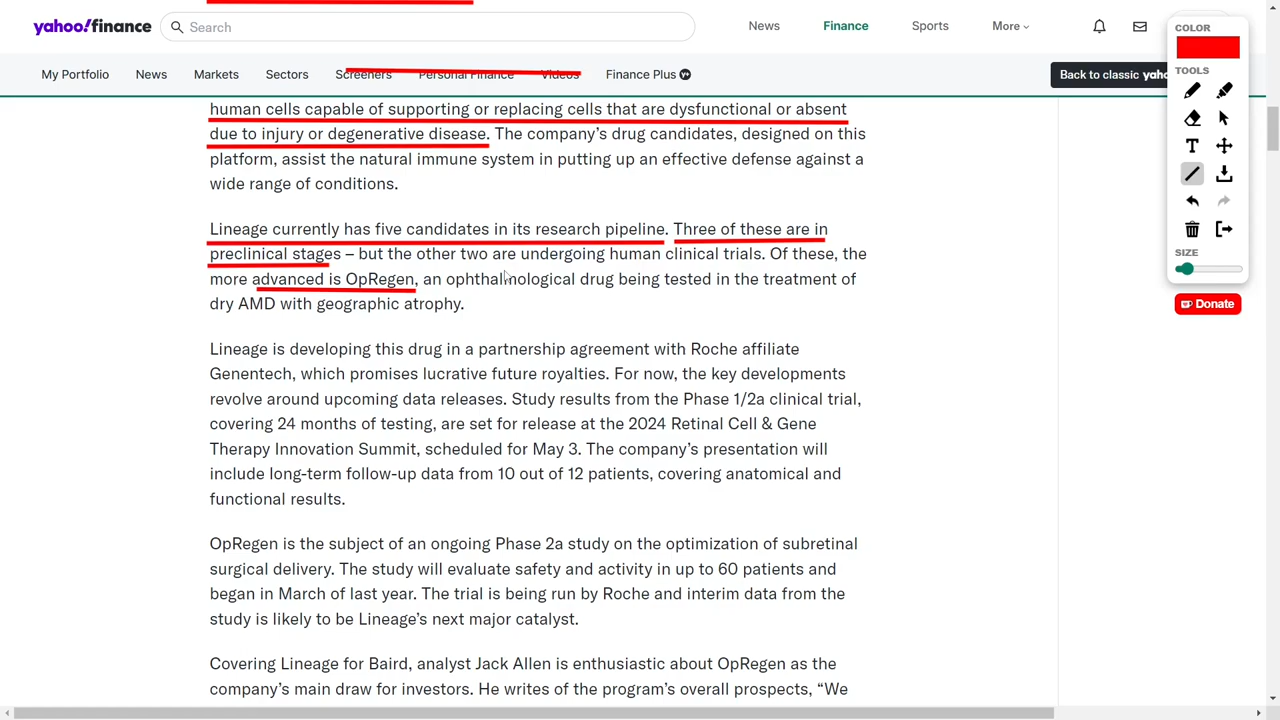 yahoo!finance
Search
News
Finance
Sports
More
COLOR
My Portfolio
News
Markets
Sectors
Screeners
Personal Finance
Videos
Finance Plus
Back to classic
TOOLS
human cells capable of supporting or replacing cells that are dysfunctional or absent
due to injury or degenerative disease. The company's drug candidates, designed on this
platform, assist the natural immune system in putting up an effective defense against a
wide range of conditions.
T
Lineage currently has five candidates in its research pipeline. Three of these are in
preclinical stages – but the other two are undergoing human clinical trials. Of these, the
more advanced is OpRegen, an ophthalmological drug being tested in the treatment of
dry AMD with geographic atrophy.
SIZE
Donate
Lineage is developing this drug in a partnership agreement with Roche affiliate
Genentech, which promises lucrative future royalties. For now, the key developments
revolve around upcoming data releases. Study results from the Phase 1/2a clinical trial,
covering 24 months of testing, are set for release at the 2024 Retinal Cell & Gene
Therapy Innovation Summit, scheduled for May 3. The company's presentation will
include long-term follow-up data from 10 out of 12 patients, covering anatomical and
functional results.
OpRegen is the subject of an ongoing Phase 2a study on the optimization of subretinal
surgical delivery. The study will evaluate safety and activity in up to 60 patients and
began in March of last year. The trial is being run by Roche and interim data from the
study is likely to be Lineage's next major catalyst.
Covering Lineage for Baird, analyst Jack Allen is enthusiastic about OpRegen as the
company's main draw for investors. He writes of the program's overall prospects, “We